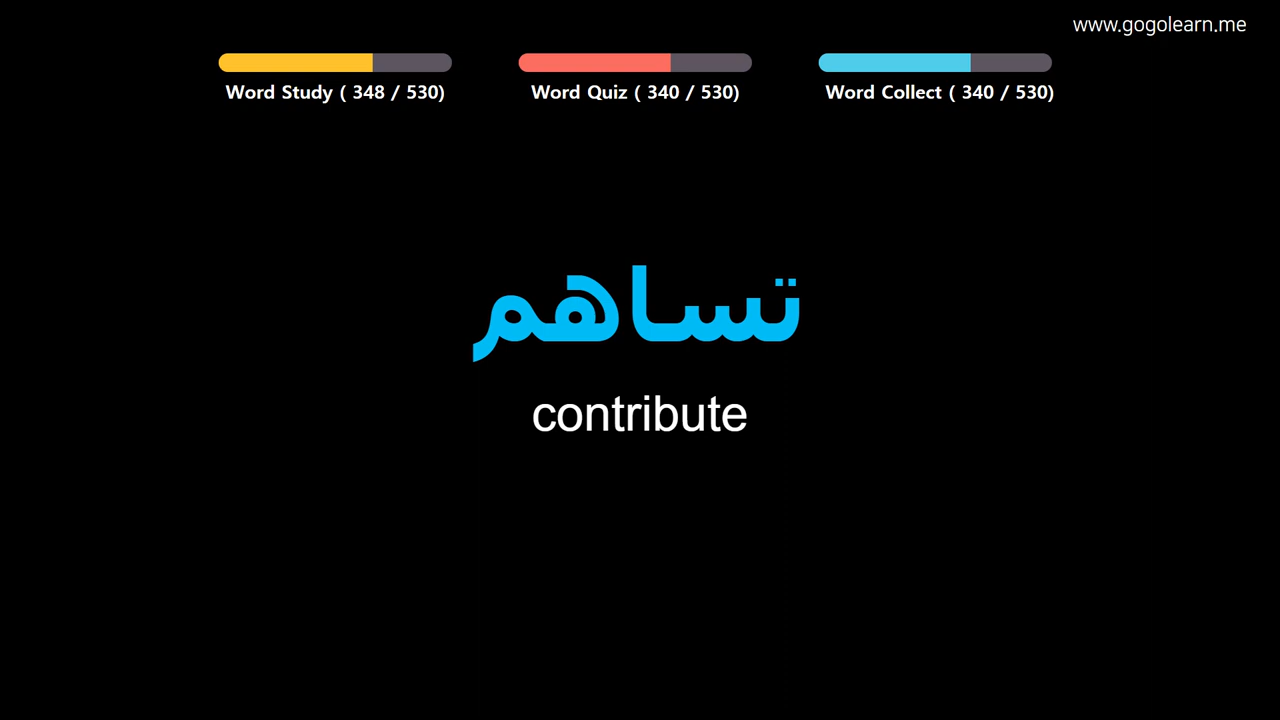 www.gogolearn.me
Word Study ( 348 / 530)
Word Quiz ( 340 / 530)
Word Collect ( 340 / 530)
تساهم
contribute